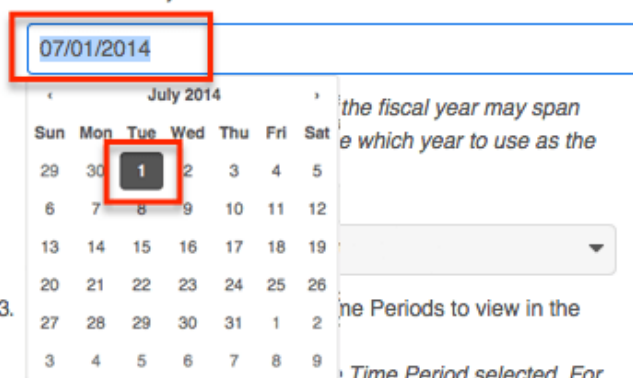 07/01/2014
‹ July 2014 ›
Sun Mon Tue Wed Thu Fri Sat
29 30 1 2 3 4 5
6 7 8 9 10 11 12
13 14 15 16 17 18 19
20 21 22 23 24 25 26
27 28 29 30 31 1 2
3 4 5 6 7 8 9
the fiscal year may span
e which year to use as the
3.
ne Periods to view in the
Time Period selected. For